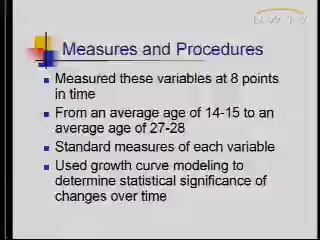 UWTV
Measures and Procedures
Measured these variables at 8 points
in time
From an average age of 14-15 to an
average age of 27-28
Standard measures of each variable
Used growth curve modeling to
determine statistical significance of
changes over time